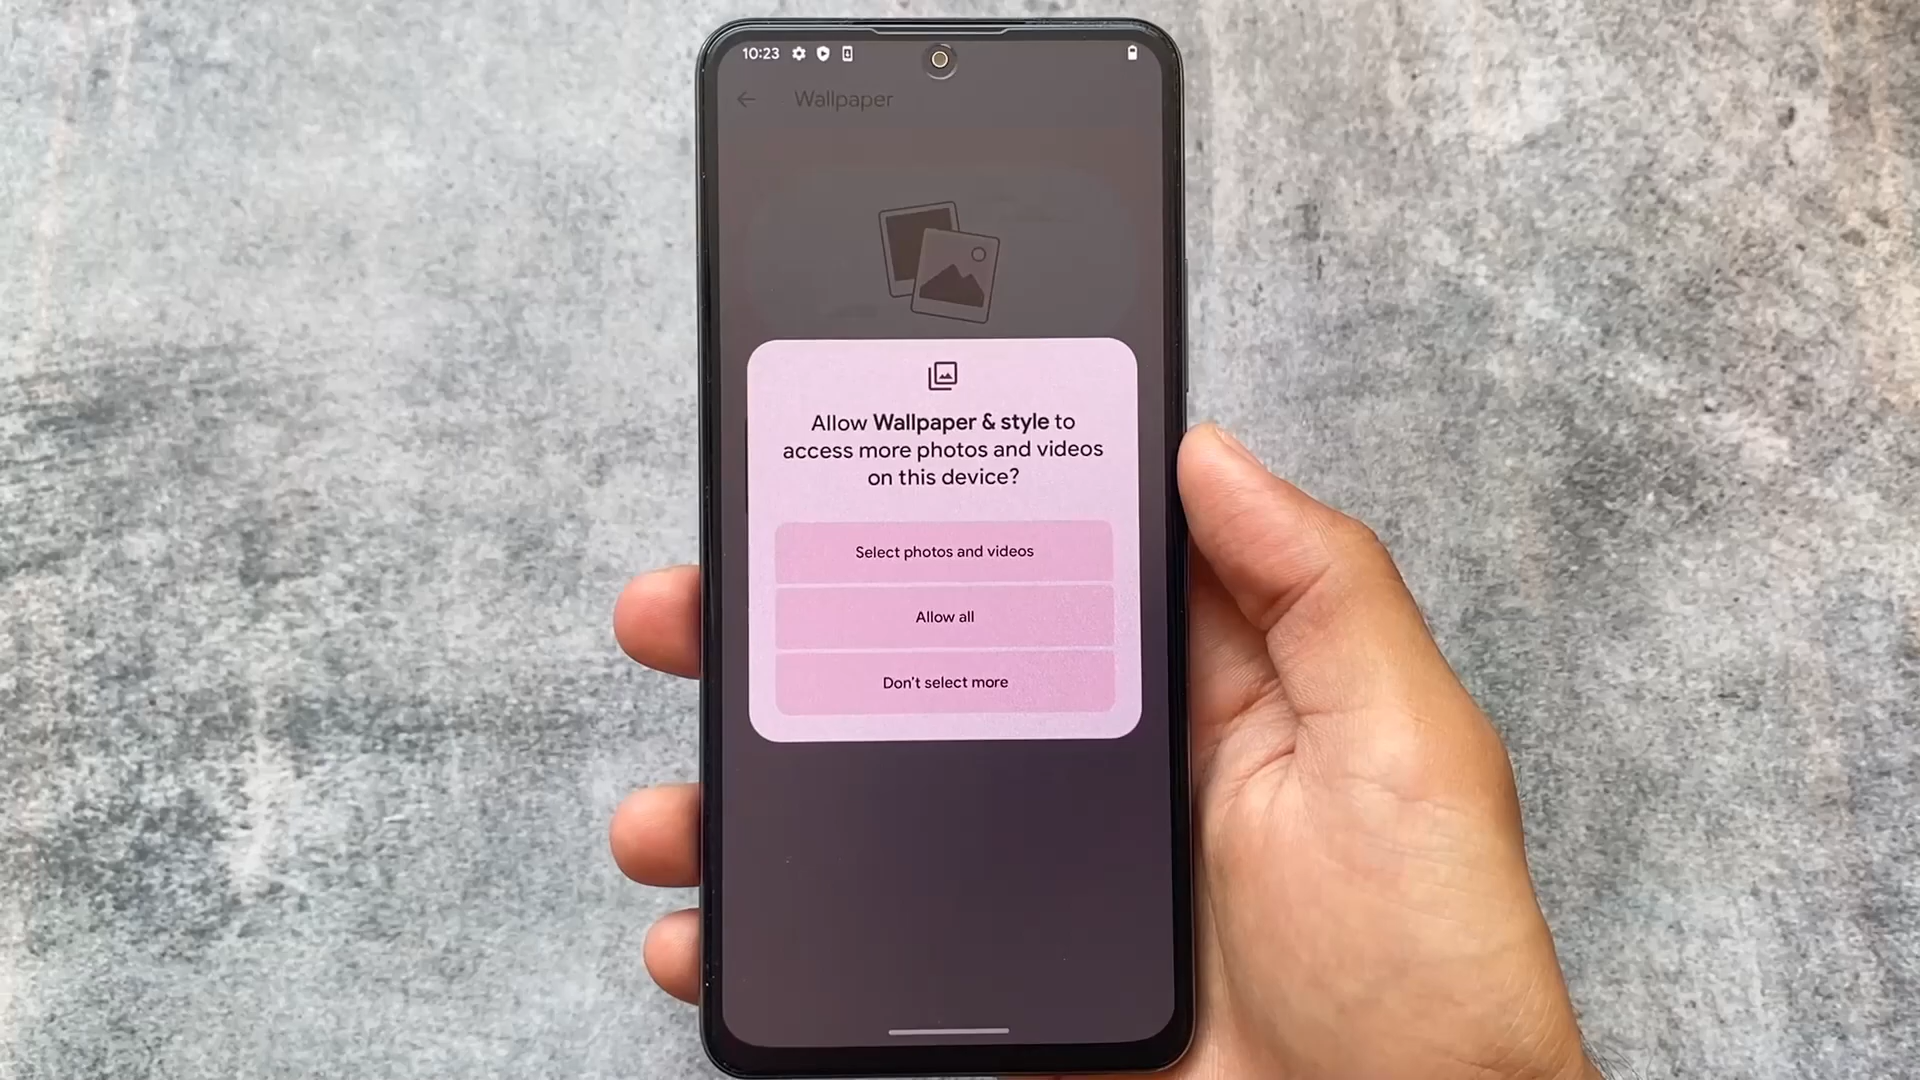 10:23
Wallpaper
Allow Wallpaper & style to
access more photos and videos
on this device?
Select photos and videos
Allow all
Don't select more